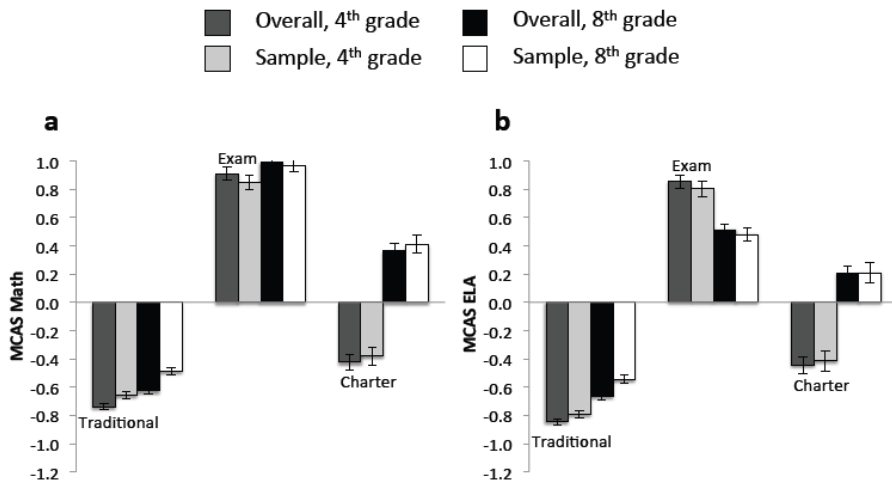 Overall, 4th grade
Overall, 8th grade
Sample, 4th grade
Sample, 8th grade
a
MCAS Math
1.0
0.8
0.6
0.4
0.2
0.0
-0.2
-0.4
-0.6
-0.8
-1.0
-1.2
Exam
Charter
Traditional
b
MCAS ELA
1.0
0.8
0.6
0.4
0.2
0.0
-0.2
-0.4
-0.6
-0.8
-1.0
-1.2
Exam
Charter
Traditional